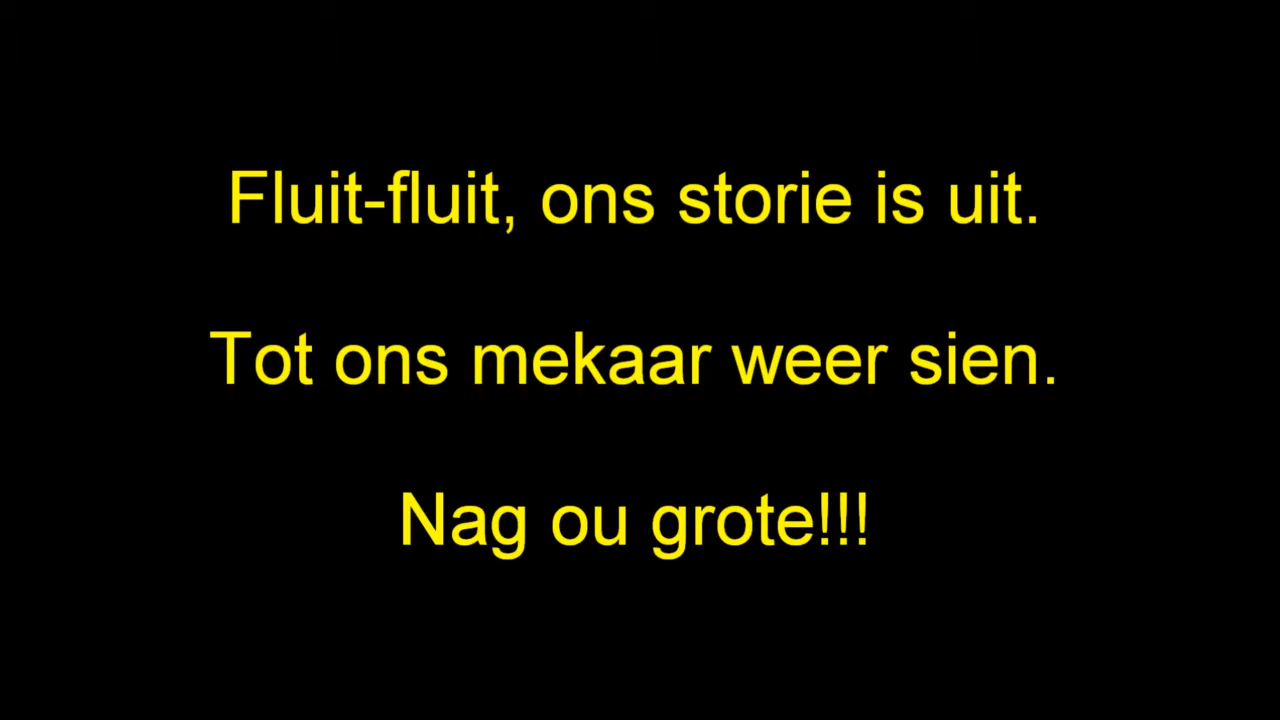 Fluit-fluit, ons storie is uit.
Tot ons mekaar weer sien.
Nag ou grote!!!